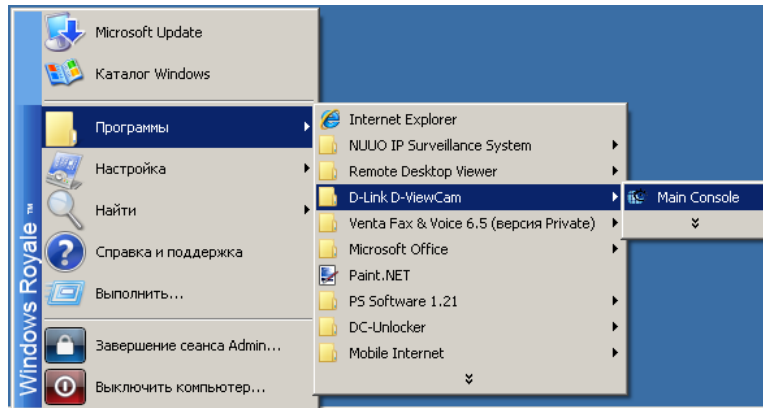 Microsoft Update
Каталог Windows
Программы
Настройка
Найти
Справка и поддержка
Выполнить...
Завершение сеанса Admin...
Выключить компьютер...
Windows Royale ™
Internet Explorer
NUUO IP Surveillance System
Remote Desktop Viewer
D-Link D-ViewCam
Venta Fax & Voice 6.5 (версия Private)
Microsoft Office
Paint.NET
PS Software 1.21
DC-Unlocker
Mobile Internet
Main Console